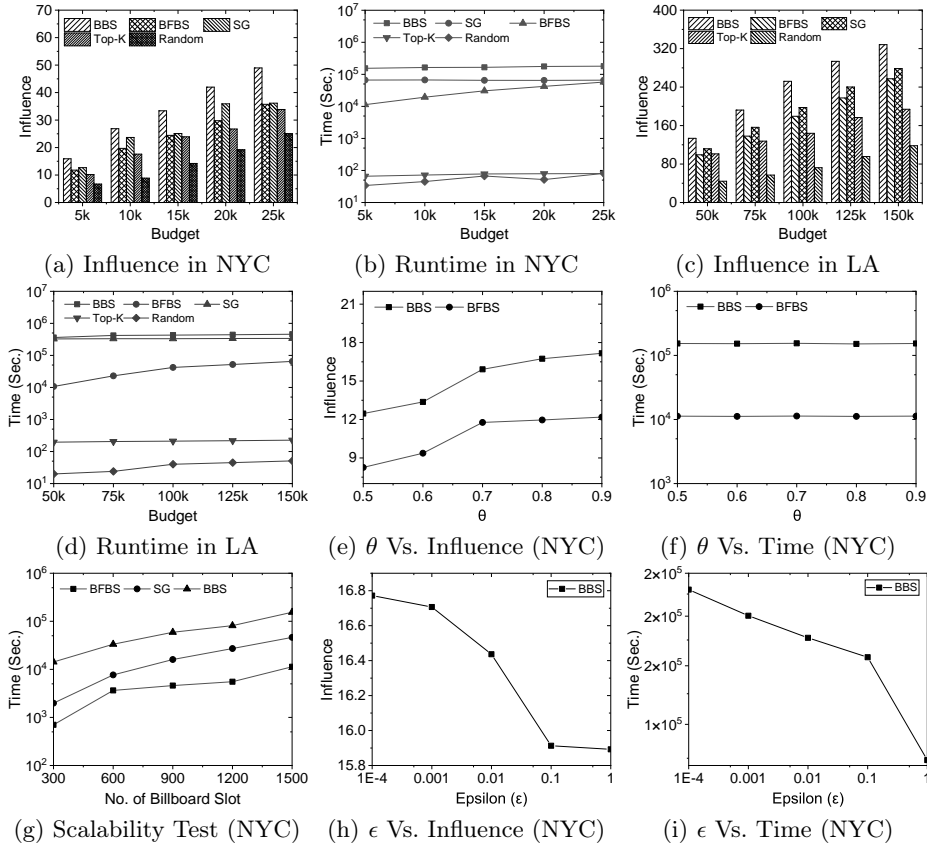 BBS BFBS SG
Top-K Random
Influence
70
60
50
40
30
20
10
0
5k 10k 15k 20k 25k
Budget
(a) Influence in NYC
BBS SG BFBS
Top-K Random
Time (Sec.)
10^7
10^6
10^5
10^4
10^3
10^2
10^1
5k 10k 15k 20k 25k
Budget
(b) Runtime in NYC
BBS BFBS SG
Top-K Random
Influence
400
320
240
160
80
0
50k 75k 100k 125k 150k
Budget
(c) Influence in LA
BBS BFBS SG
Top-K Random
Time (Sec.)
10^7
10^6
10^5
10^4
10^3
10^2
10^1
50k 75k 100k 125k 150k
Budget
(d) Runtime in LA
BBS BFBS
Influence
21
18
15
12
9
0.5 0.6 0.7 0.8 0.9
θ
(e) θ Vs. Influence (NYC)
BBS BFBS
Time (Sec.)
10^6
10^5
10^4
10^3
0.5 0.6 0.7 0.8 0.9
θ
(f) θ Vs. Time (NYC)
BFBS SG BBS
Time (Sec.)
10^6
10^5
10^4
10^3
10^2
300 600 900 1200 1500
No. of Billboard Slot
(g) Scalability Test (NYC)
BBS
Influence
16.8
16.6
16.4
16.2
16.0
15.8
1E-4 0.001 0.01 0.1 1
Epsilon (ε)
(h) ϵ Vs. Influence (NYC)
BBS
Time (Sec.)
2×10^5
2×10^5
2×10^5
1×10^5
1E-4 0.001 0.01 0.1 1
Epsilon (ε)
(i) ϵ Vs. Time (NYC)